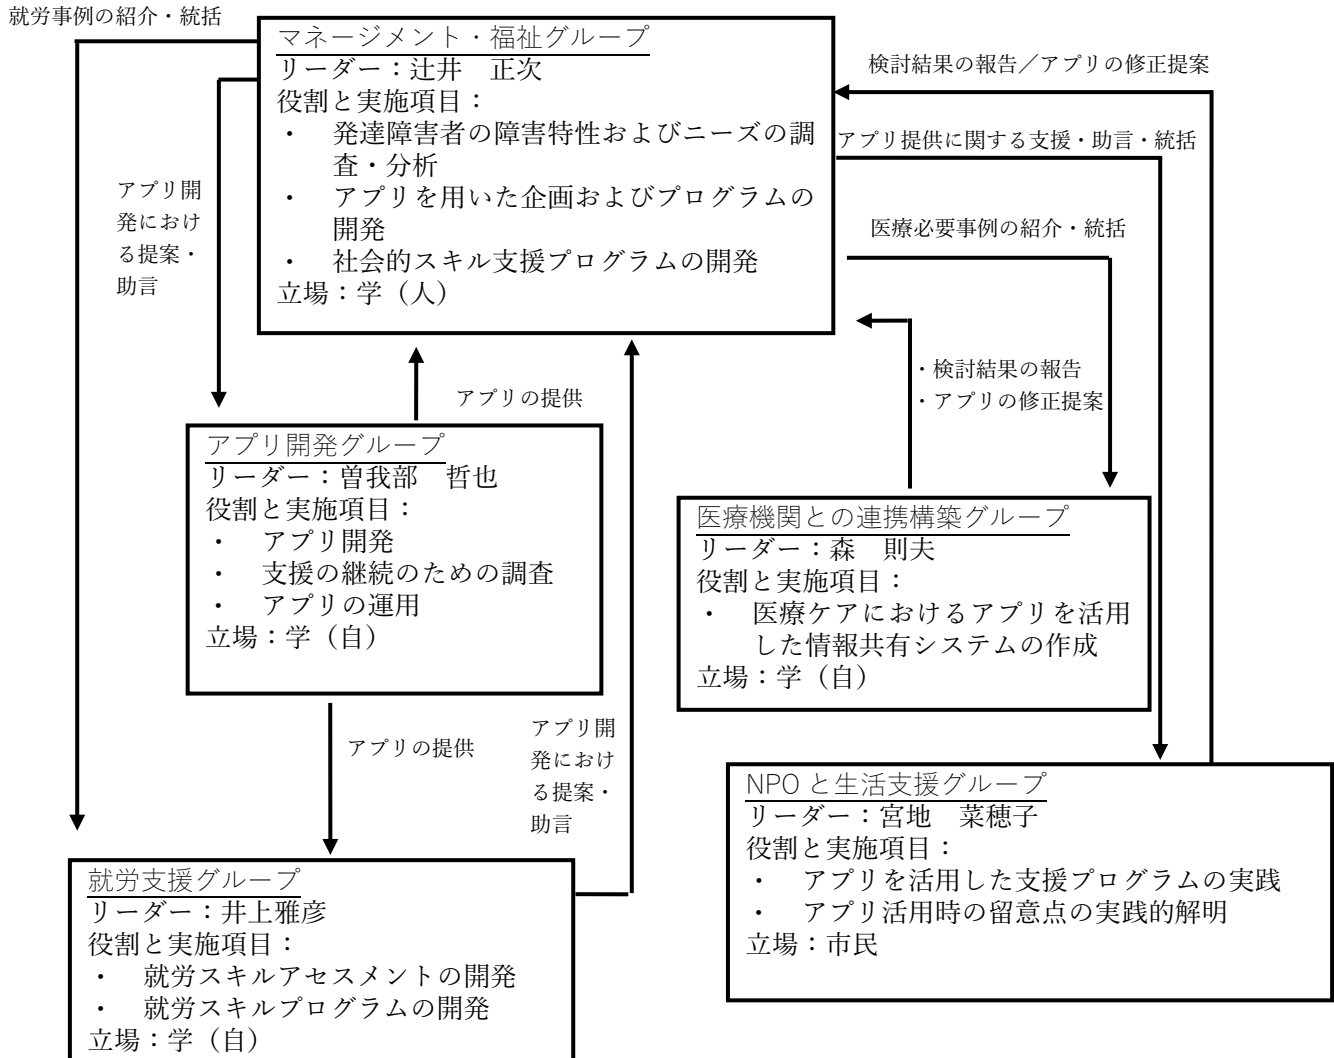 就労事例の紹介・統括
マネージメント・福祉グループ
リーダー：辻井　正次
役割と実施項目：
・　発達障害者の障害特性およびニーズの調
査・分析
・　アプリを用いた企画およびプログラムの
開発
・　社会的スキル支援プログラムの開発
立場：学（人）
検討結果の報告／アプリの修正提案
アプリ提供に関する支援・助言・統括
医療必要事例の紹介・統括
アプリ開
発におけ
る提案・
助言
・検討結果の報告
・アプリの修正提案
アプリの提供
アプリ開発グループ
リーダー：曽我部　哲也
役割と実施項目：
・　アプリ開発
・　支援の継続のための調査
・　アプリの運用
立場：学（自）
医療機関との連携構築グループ
リーダー：森　則夫
役割と実施項目：
・　医療ケアにおけるアプリを活用
した情報共有システムの作成
立場：学（自）
アプリの提供
アプリ開
発におけ
る提案・
助言
NPO と生活支援グループ
リーダー：宮地　菜穂子
役割と実施項目：
・　アプリを活用した支援プログラムの実践
・　アプリ活用時の留意点の実践的解明
立場：市民
就労支援グループ
リーダー：井上雅彦
役割と実施項目：
・　就労スキルアセスメントの開発
・　就労スキルプログラムの開発
立場：学（自）